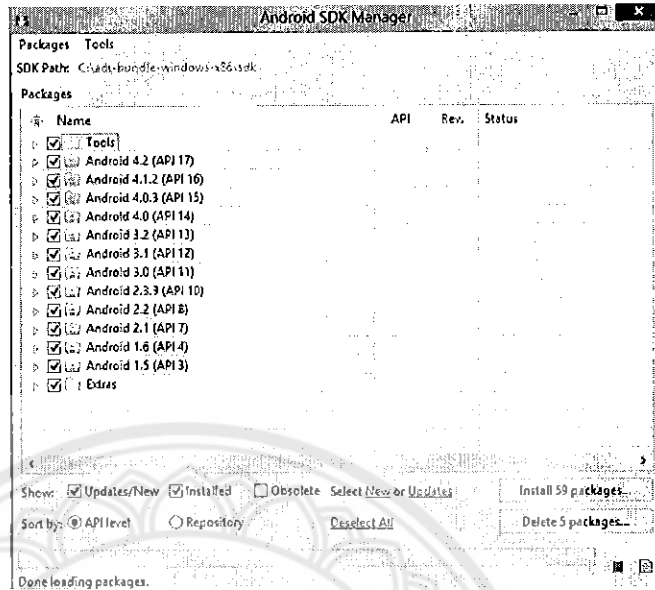 Android SDK Manager
Packages Tools
SDK Path: C:\adt-bundle-windows-x86\sdk
Packages
Name API Rev. Status
Tools
Android 4.2 (API 17)
Android 4.1.2 (API 16)
Android 4.0.3 (API 15)
Android 4.0 (API 14)
Android 3.2 (API 13)
Android 3.1 (API 12)
Android 3.0 (API 11)
Android 2.3.3 (API 10)
Android 2.2 (API 8)
Android 2.1 (API 7)
Android 1.6 (API 4)
Android 1.5 (API 3)
Extras
Show: Updates/New Installed Obsolete Select New or Updates Install 59 packages...
Sort by: API level Repository Deselect All Delete 5 packages...
Done loading packages.